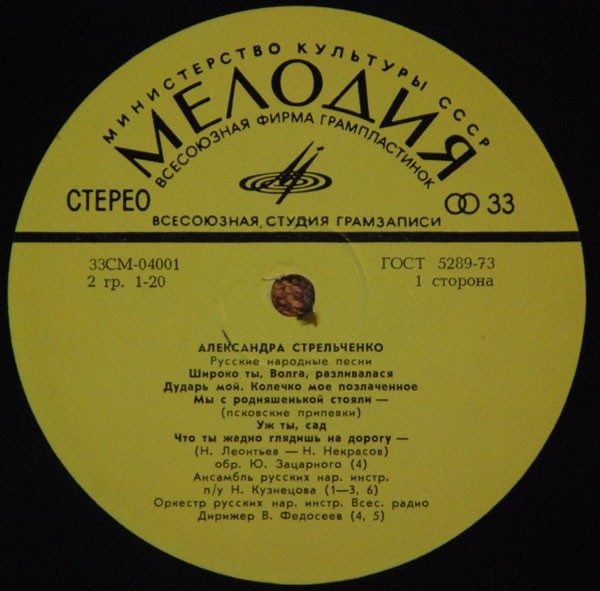 МИНИСТЕРСТВО КУЛЬТУРЫ СССР
МЕЛОДИЯ
ВСЕСОЮЗНАЯ ФИРМА ГРАМПЛАСТИНОК
СТЕРЕО
33
ВСЕСОЮЗНАЯ СТУДИЯ ГРАМЗАПИСИ
33СМ-04001
ГОСТ 5289-73
2 гр. 1-20
1 сторона
АЛЕКСАНДРА СТРЕЛЬЧЕНКО
Русские народные песни
Широко ты, Волга, разливалася
Дударь мой. Колечко мое позлаченное
Мы с родняшенькой стояли —
(псковские припевки)
Уж ты, сад
Что ты жадно глядишь на дорогу —
(Н. Леонтьев — Н. Некрасов)
обр. Ю. Зацарного (4)
Ансамбль русских нар. инстр.
п/у Н. Кузнецова (1—3, 6)
Оркестр русских нар. инстр. Всес. радио
Дирижер В. Федосеев (4, 5)